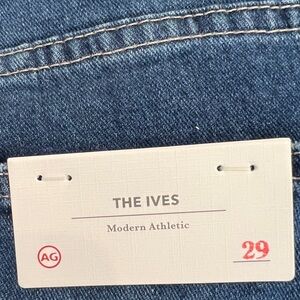 THE IVES
Modern Athletic
AG
29